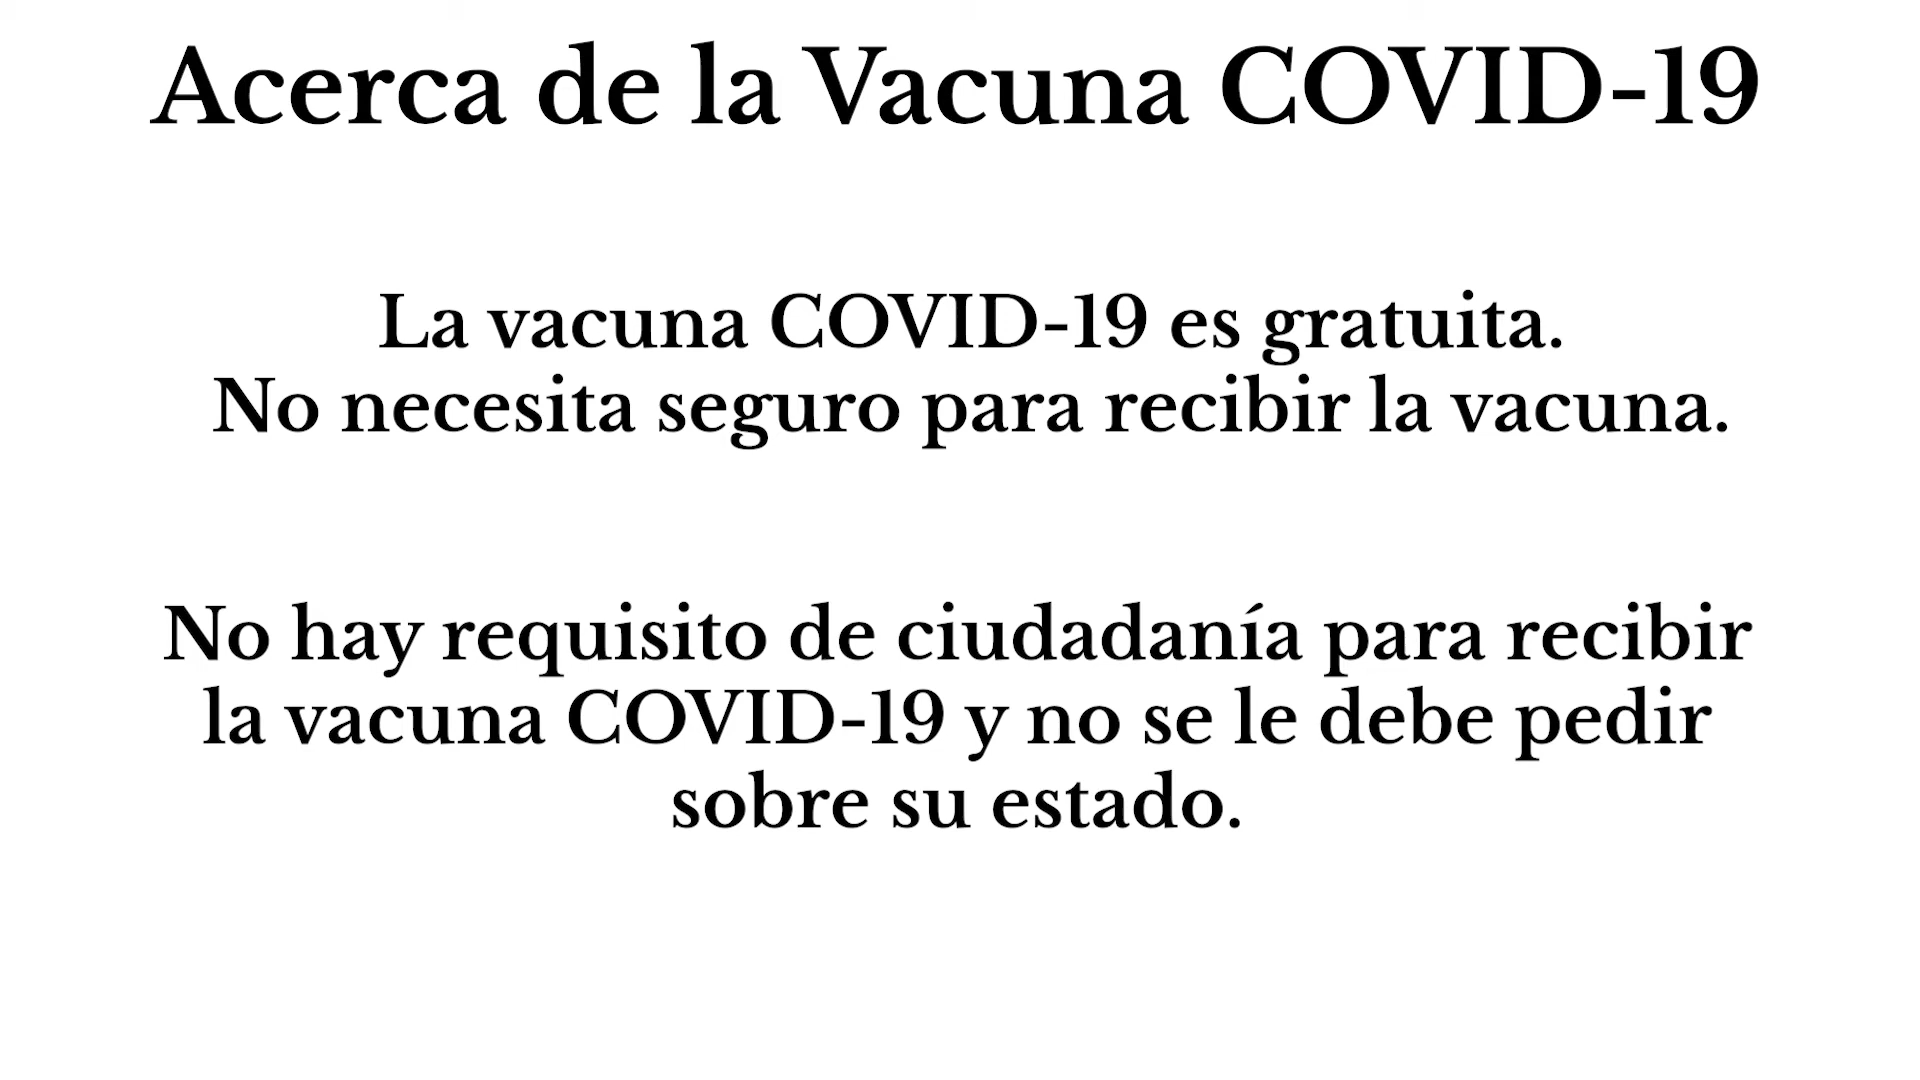 Acerca de la Vacuna COVID-19
La vacuna COVID-19 es gratuita.
No necesita seguro para recibir la vacuna.
No hay requisito de ciudadanía para recibir
la vacuna COVID-19 y no se le debe pedir
sobre su estado.